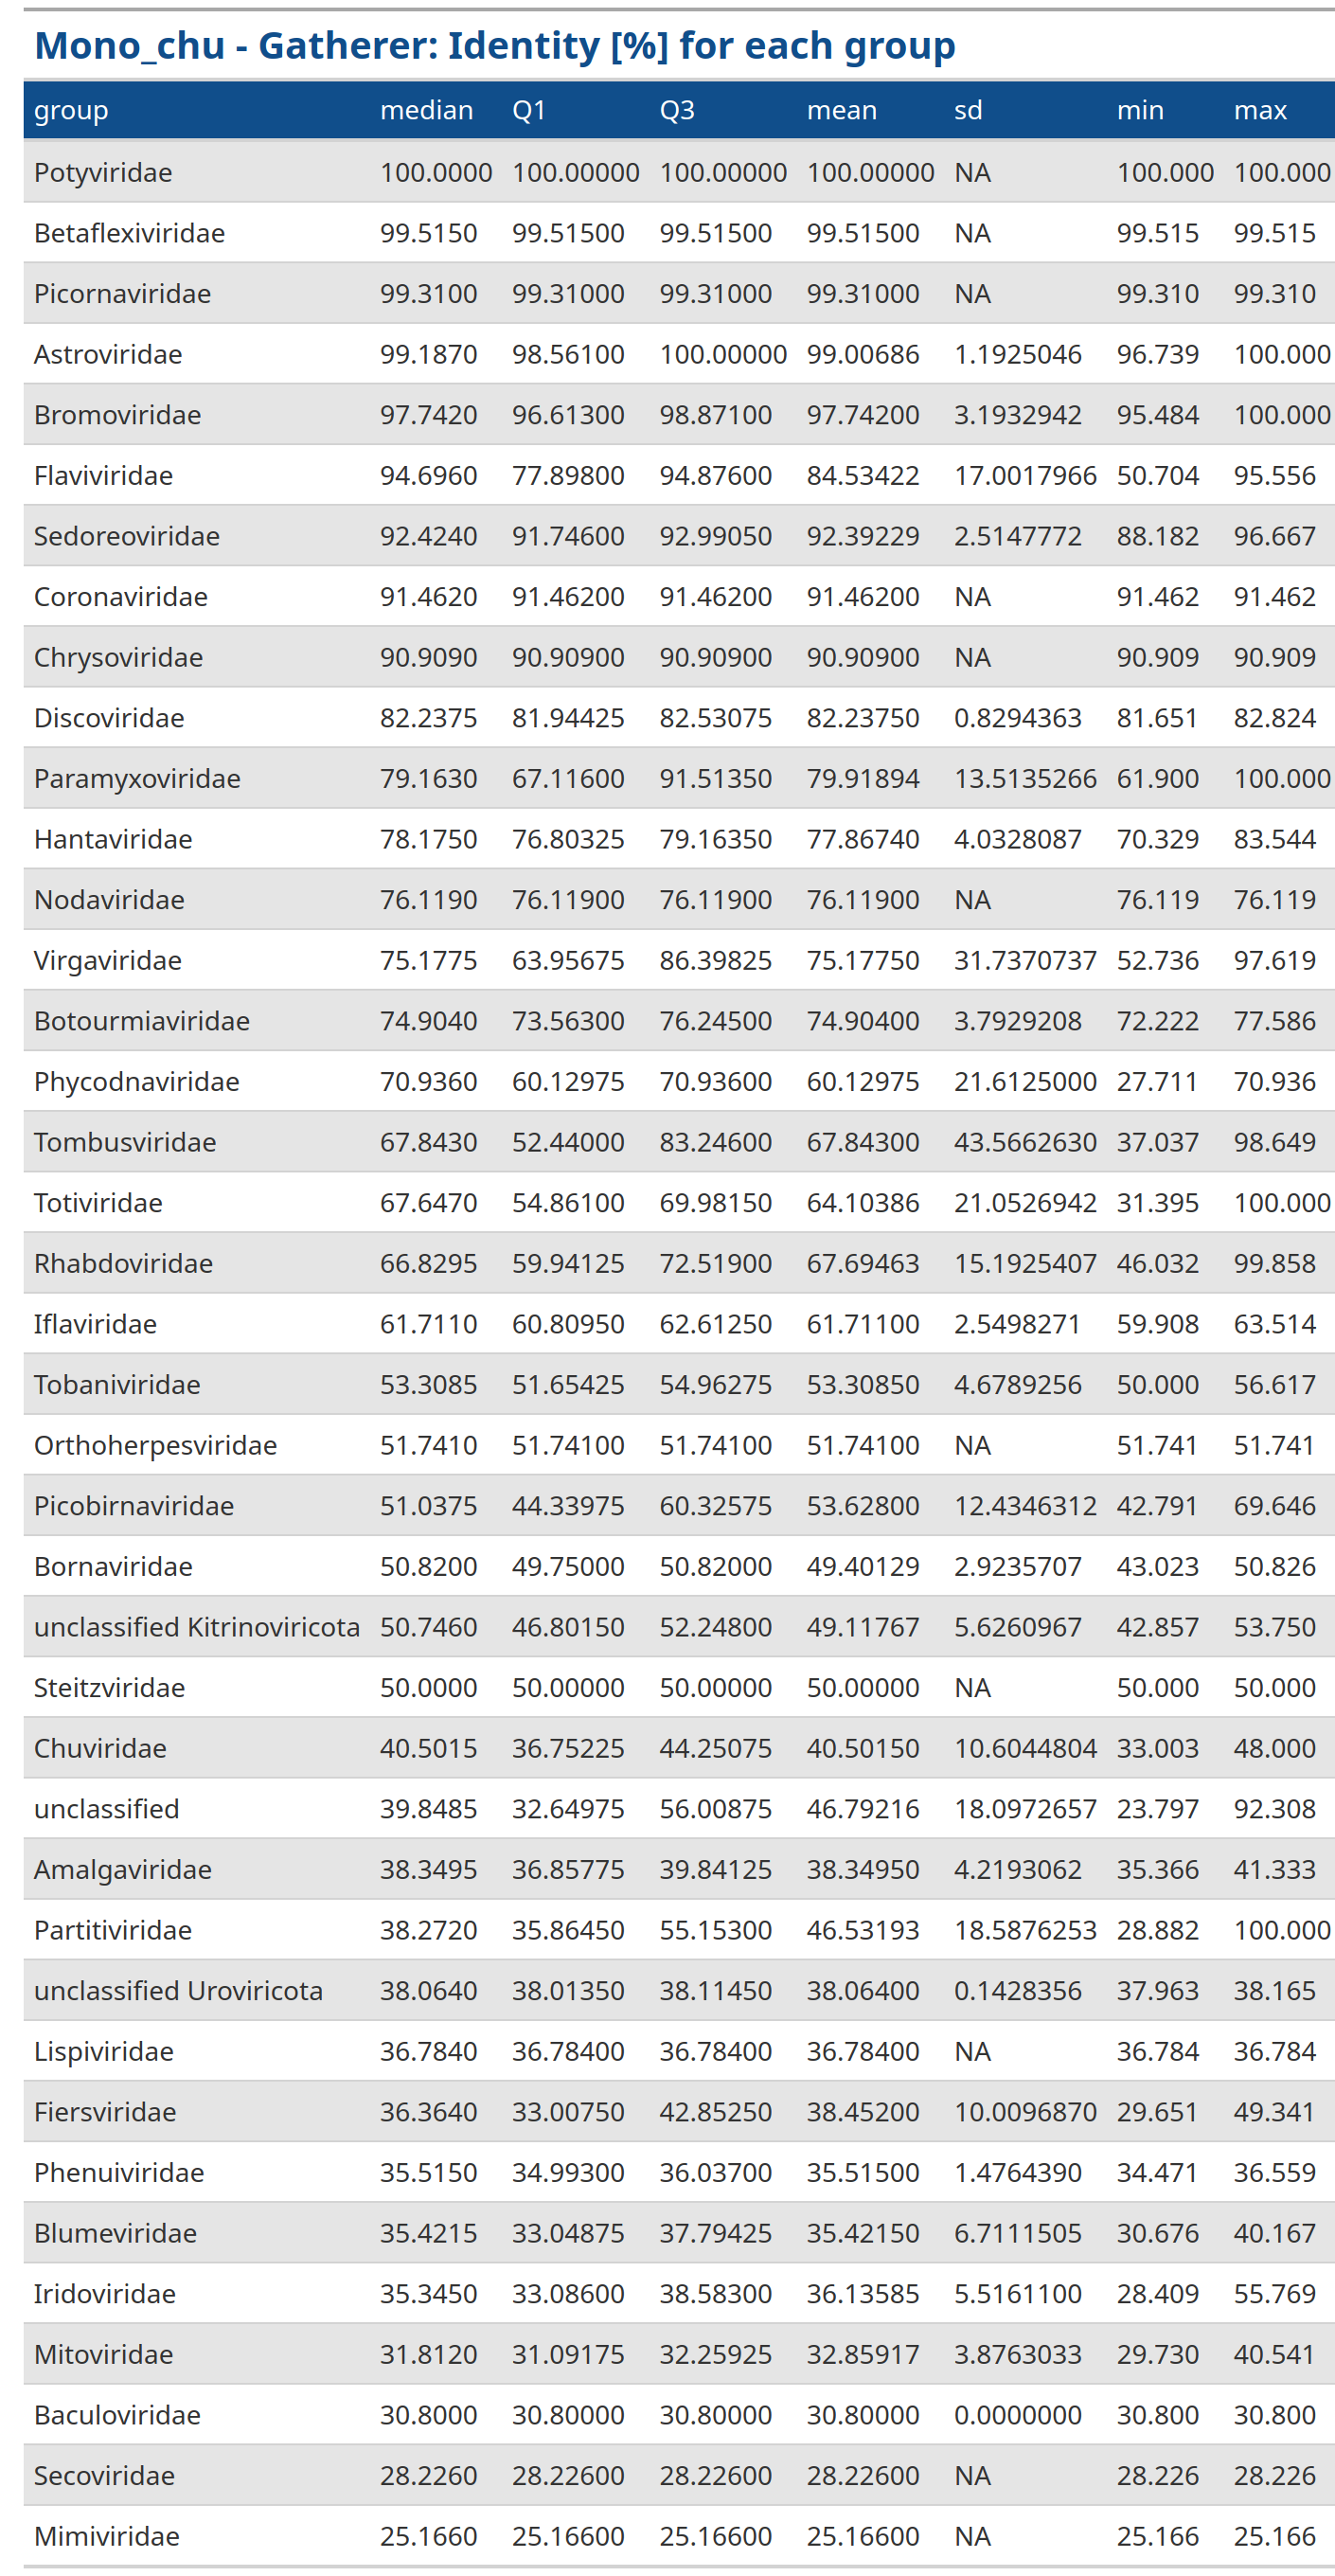 Mono_chu - Gatherer: Identity [%] for each group
group median Q1 Q3 mean sd min max
Potyviridae 100.0000 100.00000 100.00000 100.00000 NA 100.000 100.000
Betaflexiviridae 99.5150 99.51500 99.51500 99.51500 NA 99.515 99.515
Picornaviridae 99.3100 99.31000 99.31000 99.31000 NA 99.310 99.310
Astroviridae 99.1870 98.56100 100.00000 99.00686 1.1925046 96.739 100.000
Bromoviridae 97.7420 96.61300 98.87100 97.74200 3.1932942 95.484 100.000
Flaviviridae 94.6960 77.89800 94.87600 84.53422 17.0017966 50.704 95.556
Sedoreoviridae 92.4240 91.74600 92.99050 92.39229 2.5147772 88.182 96.667
Coronaviridae 91.4620 91.46200 91.46200 91.46200 NA 91.462 91.462
Chrysoviridae 90.9090 90.90900 90.90900 90.90900 NA 90.909 90.909
Discoviridae 82.2375 81.94425 82.53075 82.23750 0.8294363 81.651 82.824
Paramyxoviridae 79.1630 67.11600 91.51350 79.91894 13.5135266 61.900 100.000
Hantaviridae 78.1750 76.80325 79.16350 77.86740 4.0328087 70.329 83.544
Nodaviridae 76.1190 76.11900 76.11900 76.11900 NA 76.119 76.119
Virgaviridae 75.1775 63.95675 86.39825 75.17750 31.7370737 52.736 97.619
Botourmiaviridae 74.9040 73.56300 76.24500 74.90400 3.7929208 72.222 77.586
Phycodnaviridae 70.9360 60.12975 70.93600 60.12975 21.6125000 27.711 70.936
Tombusviridae 67.8430 52.44000 83.24600 67.84300 43.5662630 37.037 98.649
Totiviridae 67.6470 54.86100 69.98150 64.10386 21.0526942 31.395 100.000
Rhabdoviridae 66.8295 59.94125 72.51900 67.69463 15.1925407 46.032 99.858
Iflaviridae 61.7110 60.80950 62.61250 61.71100 2.5498271 59.908 63.514
Tobaniviridae 53.3085 51.65425 54.96275 53.30850 4.6789256 50.000 56.617
Orthoherpesviridae 51.7410 51.74100 51.74100 51.74100 NA 51.741 51.741
Picobirnaviridae 51.0375 44.33975 60.32575 53.62800 12.4346312 42.791 69.646
Bornaviridae 50.8200 49.75000 50.82000 49.40129 2.9235707 43.023 50.826
unclassified Kitrinoviricota 50.7460 46.80150 52.24800 49.11767 5.6260967 42.857 53.750
Steitzviridae 50.0000 50.00000 50.00000 50.00000 NA 50.000 50.000
Chuviridae 40.5015 36.75225 44.25075 40.50150 10.6044804 33.003 48.000
unclassified 39.8485 32.64975 56.00875 46.79216 18.0972657 23.797 92.308
Amalgaviridae 38.3495 36.85775 39.84125 38.34950 4.2193062 35.366 41.333
Partitiviridae 38.2720 35.86450 55.15300 46.53193 18.5876253 28.882 100.000
unclassified Uroviricota 38.0640 38.01350 38.11450 38.06400 0.1428356 37.963 38.165
Lispiviridae 36.7840 36.78400 36.78400 36.78400 NA 36.784 36.784
Fiersviridae 36.3640 33.00750 42.85250 38.45200 10.0096870 29.651 49.341
Phenuiviridae 35.5150 34.99300 36.03700 35.51500 1.4764390 34.471 36.559
Blumeviridae 35.4215 33.04875 37.79425 35.42150 6.7111505 30.676 40.167
Iridoviridae 35.3450 33.08600 38.58300 36.13585 5.5161100 28.409 55.769
Mitoviridae 31.8120 31.09175 32.25925 32.85917 3.8763033 29.730 40.541
Baculoviridae 30.8000 30.80000 30.80000 30.80000 0.0000000 30.800 30.800
Secoviridae 28.2260 28.22600 28.22600 28.22600 NA 28.226 28.226
Mimiviridae 25.1660 25.16600 25.16600 25.16600 NA 25.166 25.166